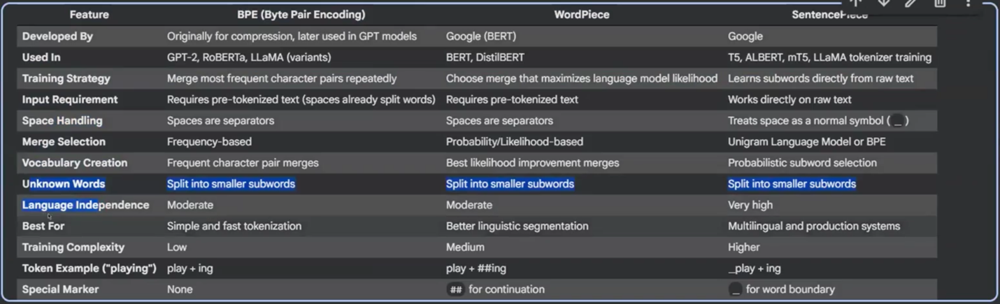 Feature BPE (Byte Pair Encoding) WordPiece SentencePiece
Developed By Originally for compression, later used in GPT models Google (BERT) Google
Used In GPT-2, RoBERTa, LLaMA (variants) BERT, DistilBERT T5, ALBERT, mT5, LLaMA tokenizer training
Training Strategy Merge most frequent character pairs repeatedly Choose merge that maximizes language model likelihood Learns subwords directly from raw text
Input Requirement Requires pre-tokenized text (spaces already split words) Requires pre-tokenized text Works directly on raw text
Space Handling Spaces are separators Spaces are separators Treats space as a normal symbol ( _ )
Merge Selection Frequency-based Probability/Likelihood-based Unigram Language Model or BPE
Vocabulary Creation Frequent character pair merges Best likelihood improvement merges Probabilistic subword selection
Unknown Words Split into smaller subwords Split into smaller subwords Split into smaller subwords
Language Independence Moderate Moderate Very high
Best For Simple and fast tokenization Better linguistic segmentation Multilingual and production systems
Training Complexity Low Medium Higher
Token Example ("playing") play + ing play + ##ing _play + ing
Special Marker None ## for continuation _ for word boundary